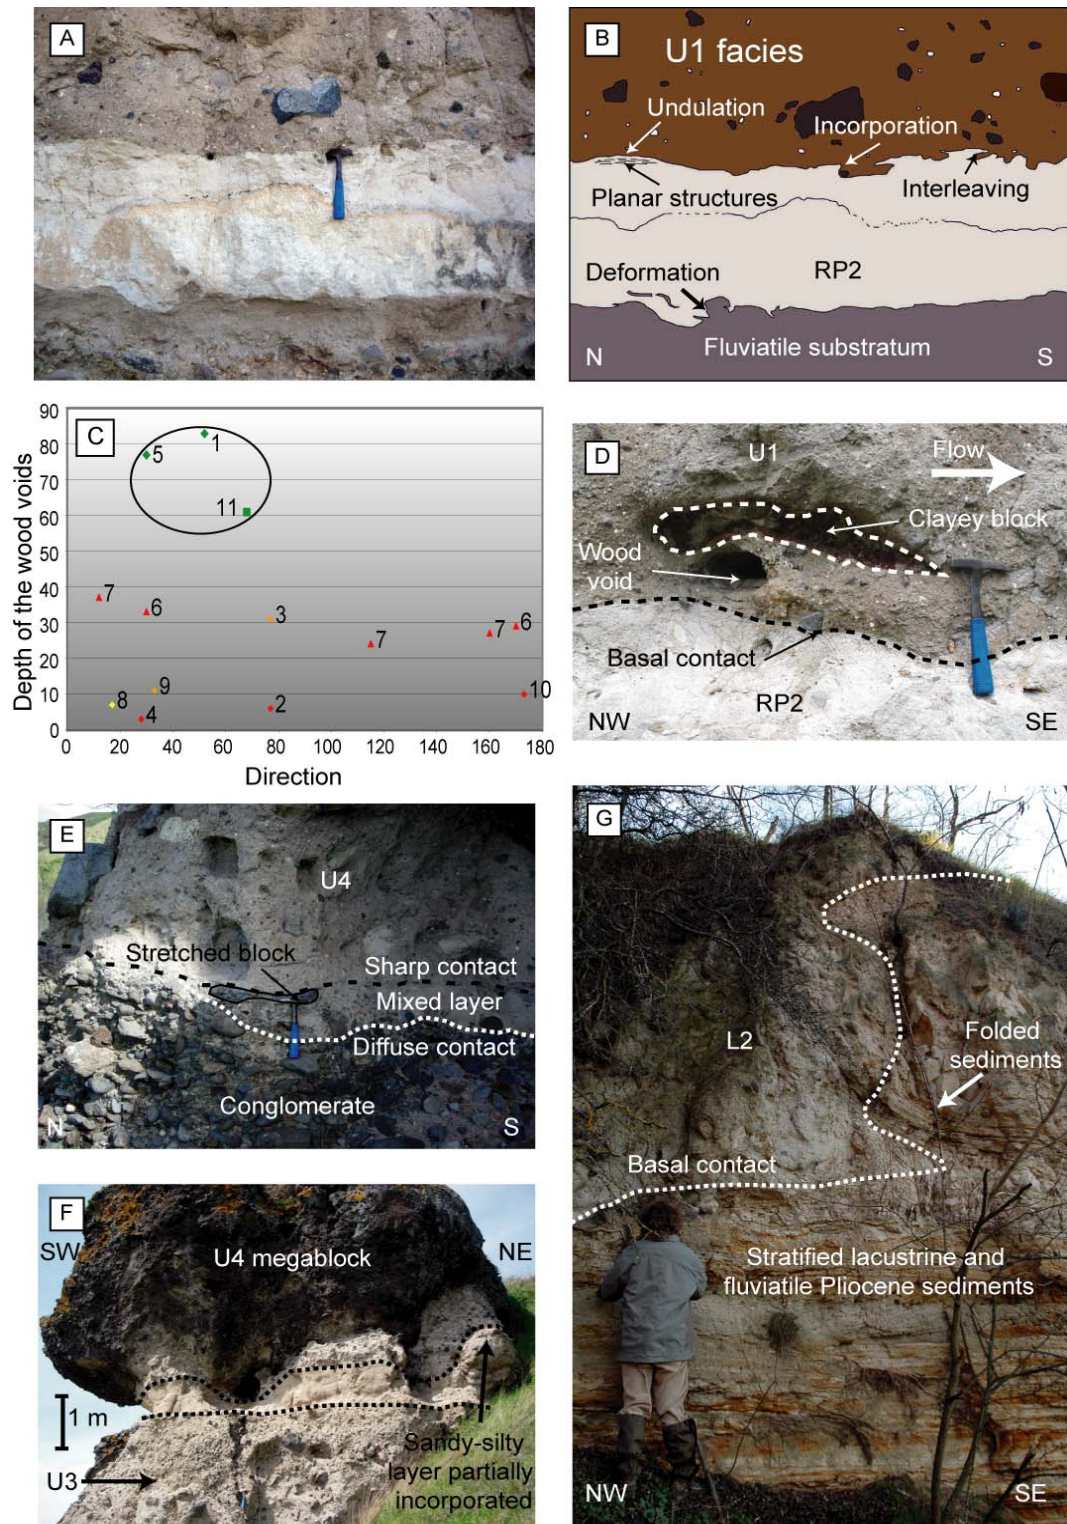 A
B
U1 facies
Undulation
Incorporation
Planar structures
Interleaving
RP2
Deformation
Fluviatile substratum
N
S
C
Depth of the wood voids
90
80
70
60
50
40
30
20
10
0
5
1
11
7
6
3
7
7
6
8
9
4
2
10
0
20
40
60
80
100
120
140
160
180
Direction
D
U1
Flow
Clayey block
Wood
void
Basal contact
RP2
NW
SE
E
U4
Stretched block
Sharp contact
Mixed layer
Diffuse contact
Conglomerate
N
S
F
SW
NE
U4 megablock
1 m
U3
Sandy-silty
layer partially
incorporated
G
L2
Folded
sediments
Basal contact
Stratified lacustrine and
fluviatile Pliocene sediments
NW
SE